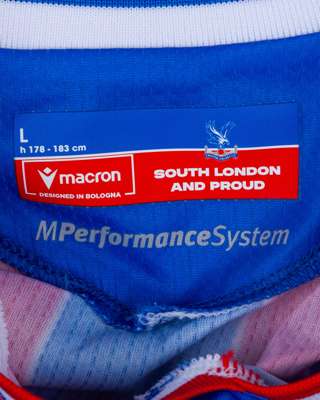 L
h 178 - 183 cm
macron
DESIGNED IN BOLOGNA
SOUTH LONDON
AND PROUD
MPerformanceSystem